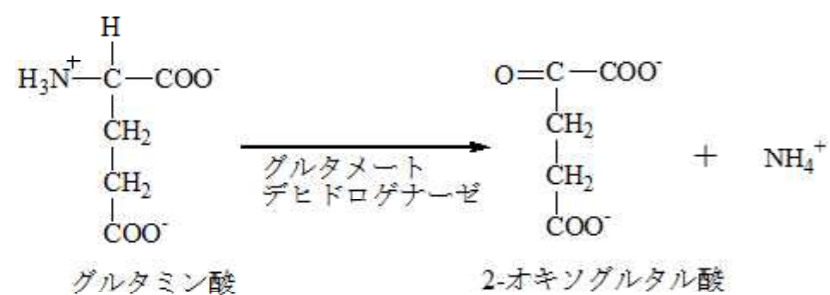 H
H₃N⁺—C—COO⁻
CH₂
CH₂
COO⁻
グルタミン酸
グルタメート
デヒドロゲナーゼ
O=C—COO⁻
CH₂
CH₂
COO⁻
2-オキソグルタル酸
+
NH₄⁺